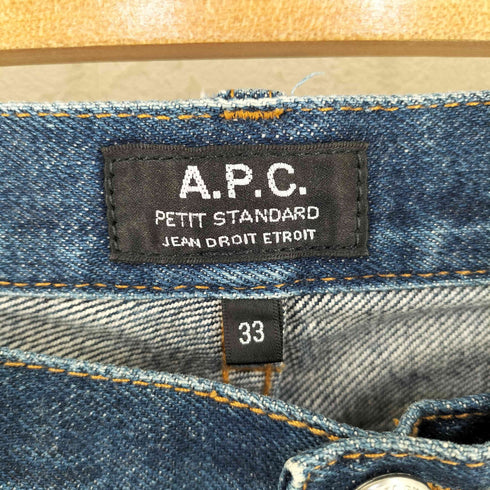 A.P.C.
PETIT STANDARD
JEAN DROIT ETROIT
33